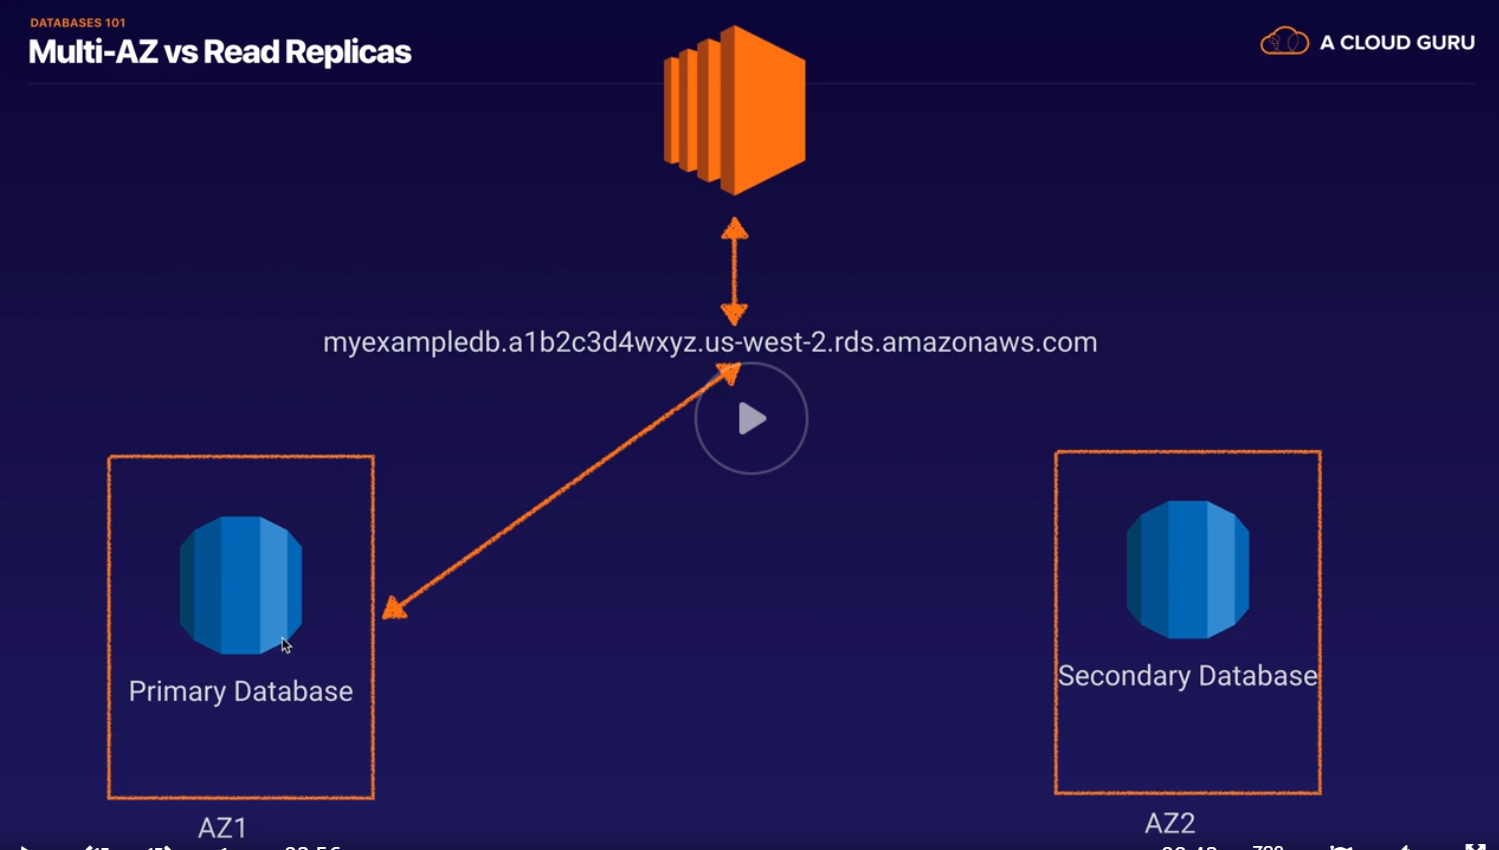 DATABASES 101
Multi-AZ vs Read Replicas
A CLOUD GURU
myexampledb.a1b2c3d4wxyz.us-west-2.rds.amazonaws.com
Primary Database
Secondary Database
AZ1
AZ2